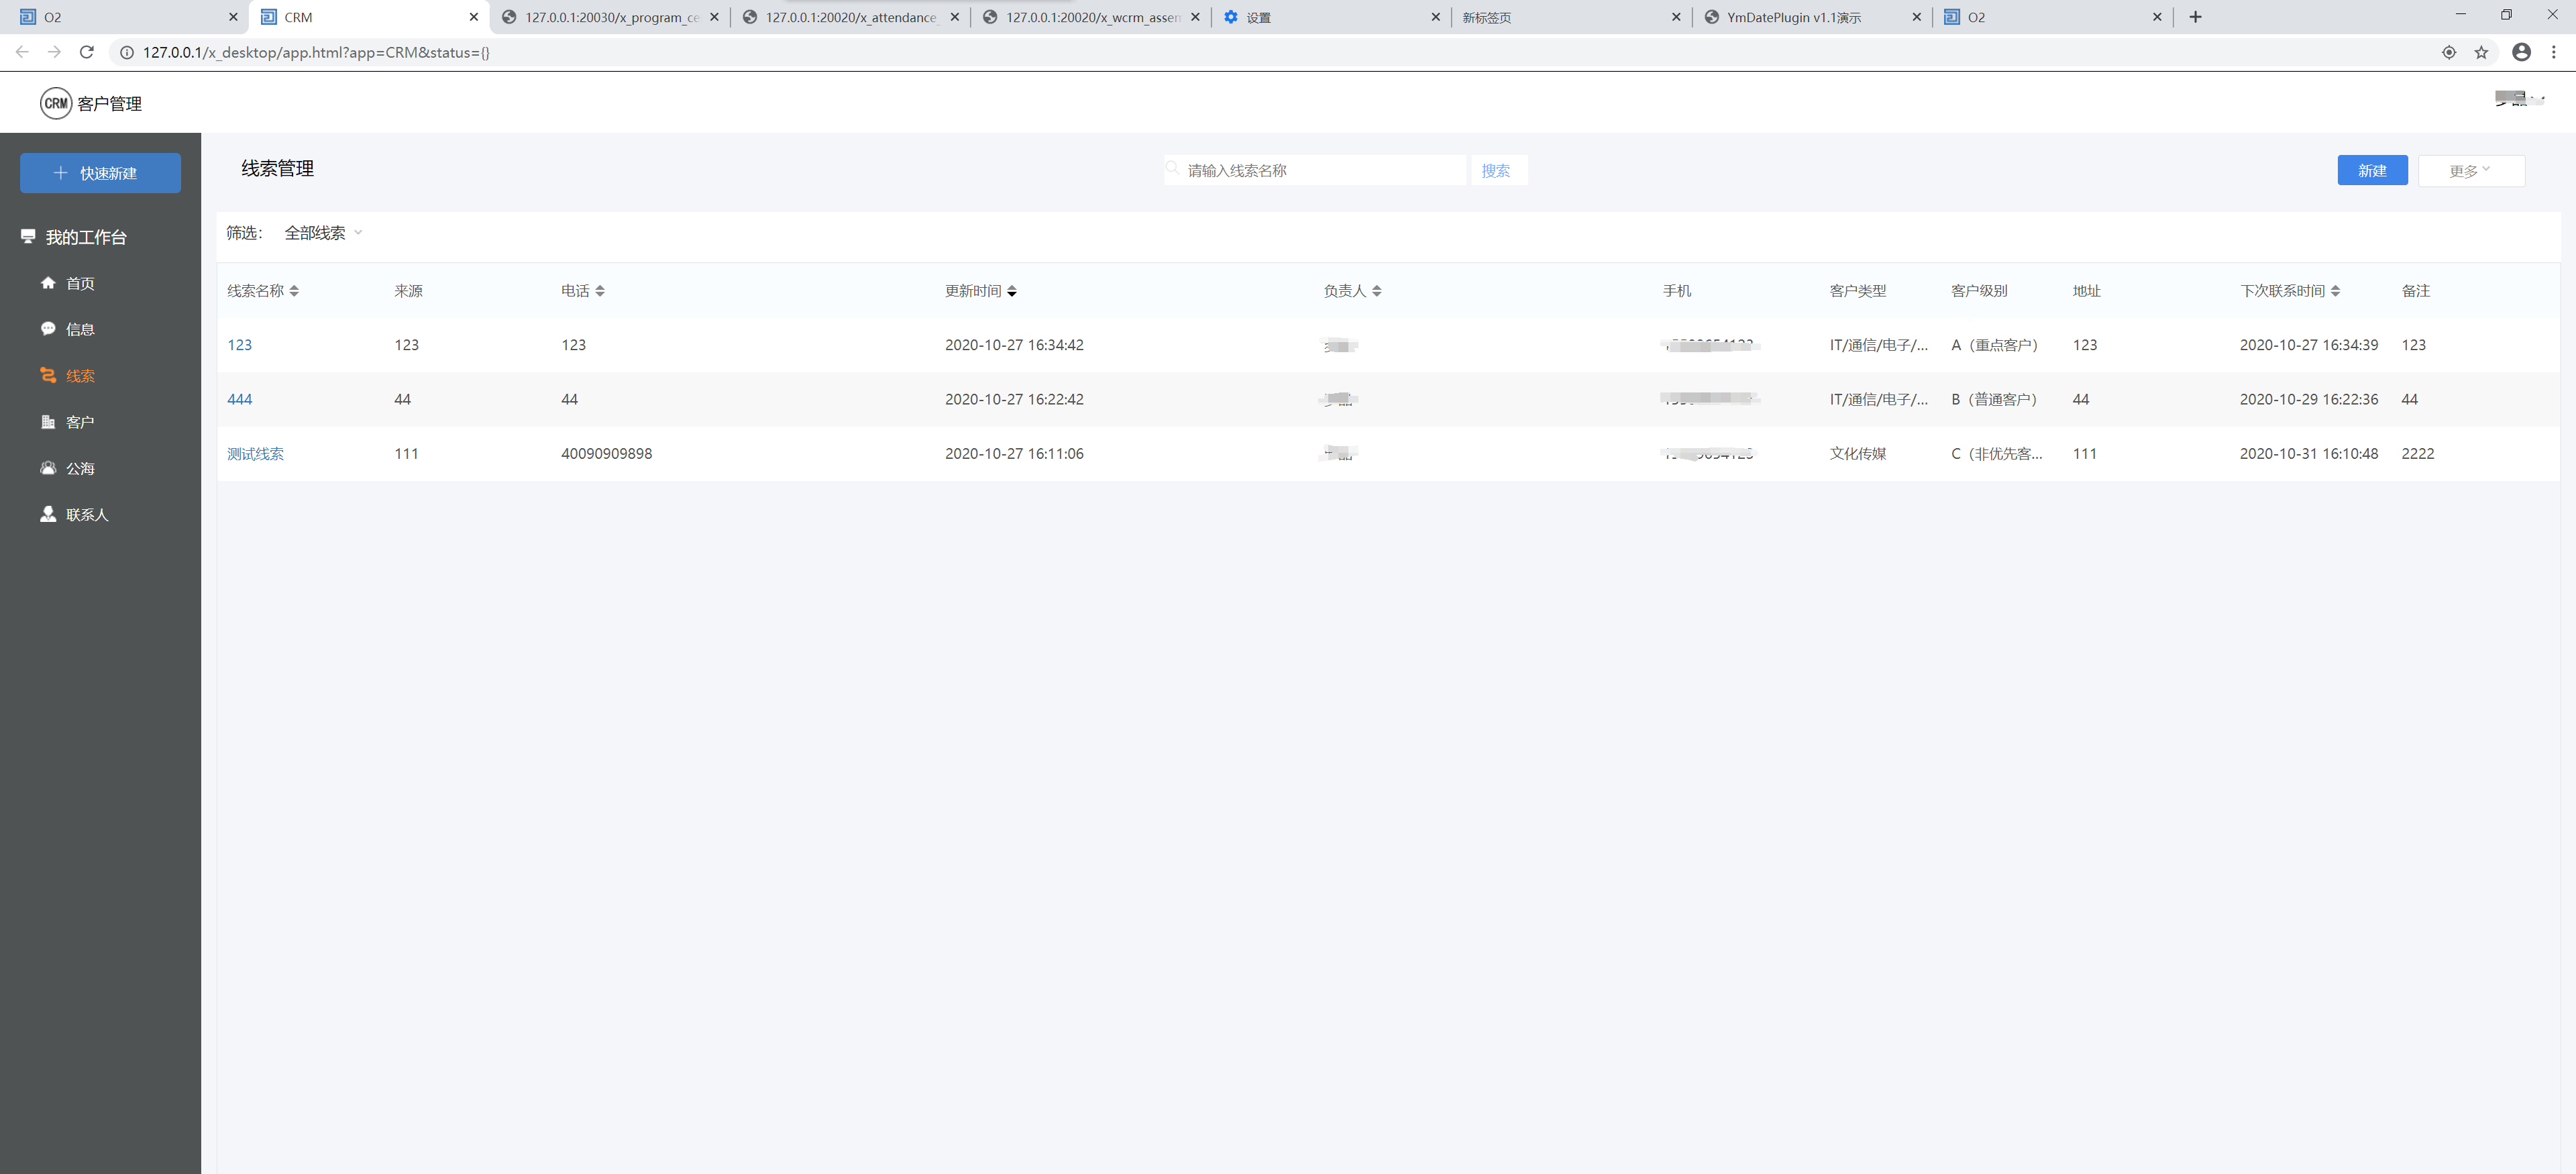 O2
CRM
127.0.0.1:20030/x_program_ce
127.0.0.1:20020/x_attendance_
127.0.0.1:20020/x_wcrm_assem
设置
新标签页
YmDatePlugin v1.1演示
O2
127.0.0.1/x_desktop/app.html?app=CRM&status={}
CRM 客户管理
快速新建
我的工作台
首页
信息
线索
客户
公海
联系人
线索管理
请输入线索名称
搜索
新建
更多
筛选: 全部线索
线索名称 来源 电话 更新时间 负责人 手机 客户类型 客户级别 地址 下次联系时间 备注
123 123 123 2020-10-27 16:34:42 IT/通信/电子/... A（重点客户） 123 2020-10-27 16:34:39 123
444 44 44 2020-10-27 16:22:42 IT/通信/电子/... B（普通客户） 44 2020-10-29 16:22:36 44
测试线索 111 40090909898 2020-10-27 16:11:06 文化传媒 C（非优先客... 111 2020-10-31 16:10:48 2222